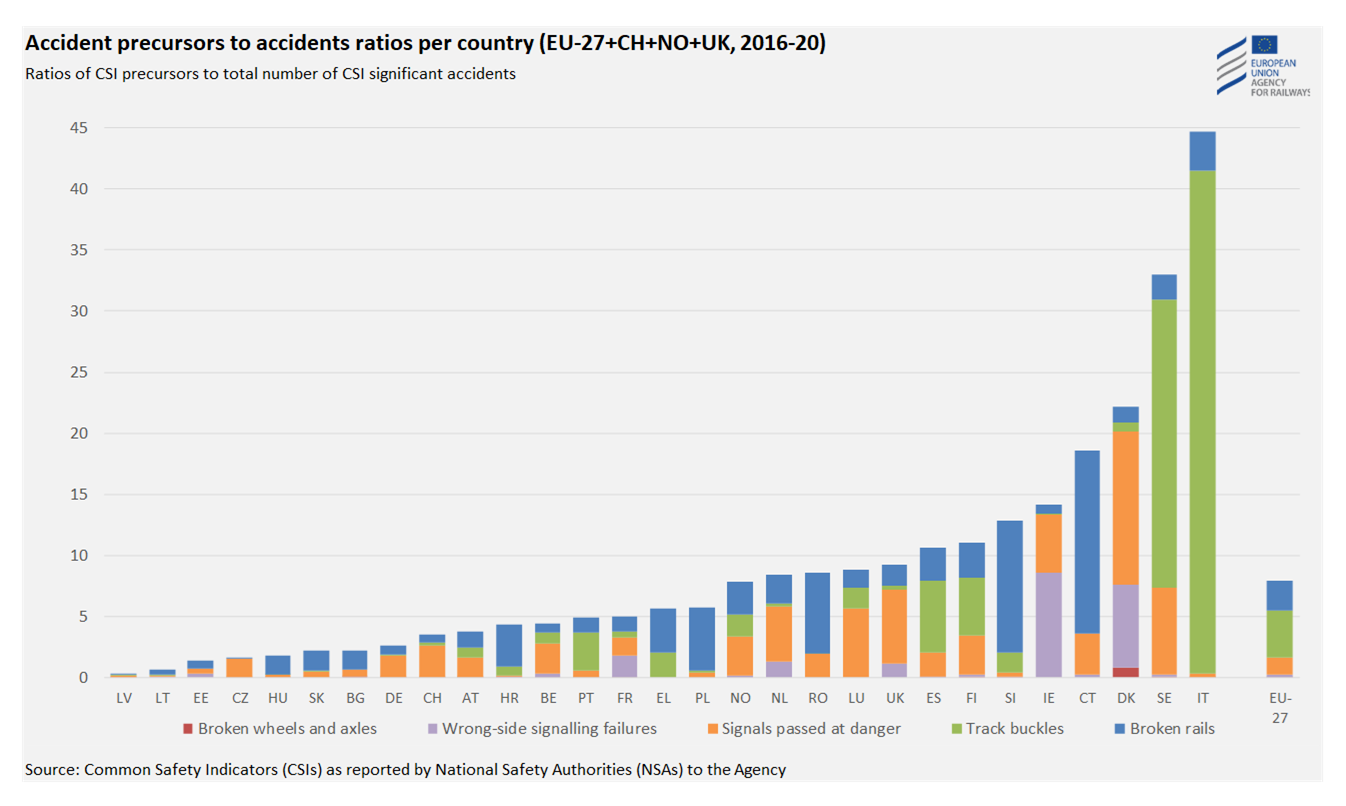 Accident precursors to accidents ratios per country (EU-27+CH+NO+UK, 2016-20)
Ratios of CSI precursors to total number of CSI significant accidents
EUROPEAN
UNION
AGENCY
FOR RAILWAYS
45
40
35
30
25
20
15
10
5
0
LV LT EE CZ HU SK BG DE CH AT HR BE PT FR EL PL NO NL RO LU UK ES FI SI IE CT DK SE IT EU-
27
Broken wheels and axles Wrong-side signalling failures Signals passed at danger Track buckles Broken rails
Source: Common Safety Indicators (CSIs) as reported by National Safety Authorities (NSAs) to the Agency